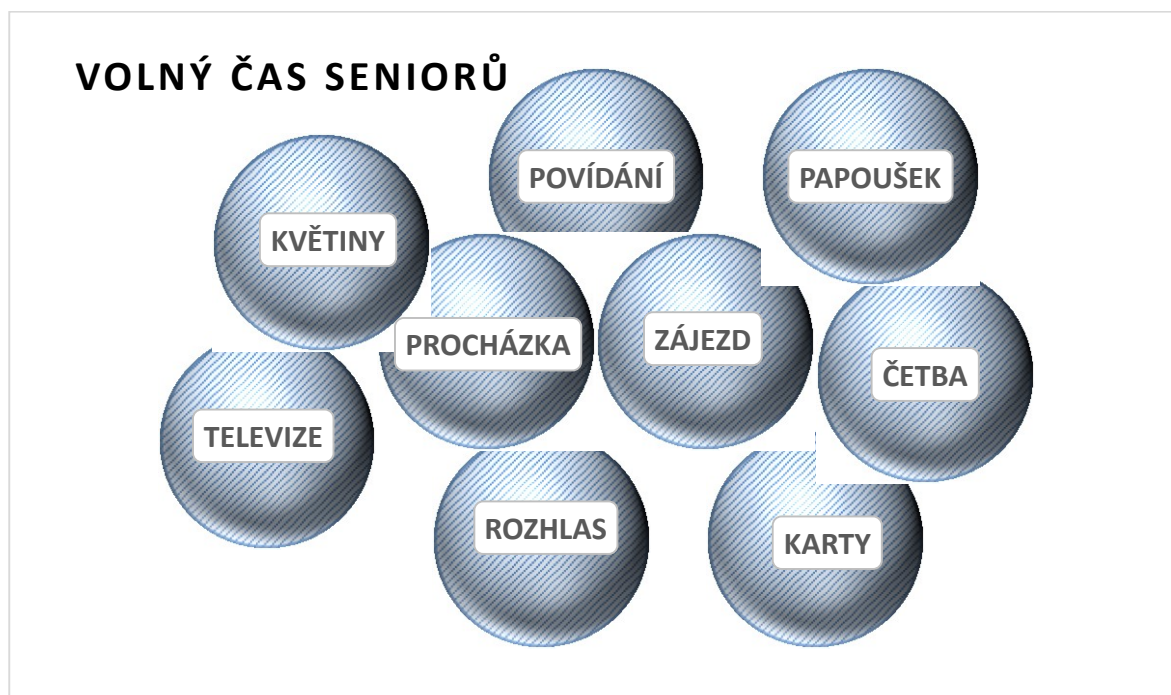 VOLNÝ ČAS SENIORŮ
POVÍDÁNÍ
PAPOUŠEK
KVĚTINY
PROCHÁZKA
ZÁJEZD
ČETBA
TELEVIZE
ROZHLAS
KARTY